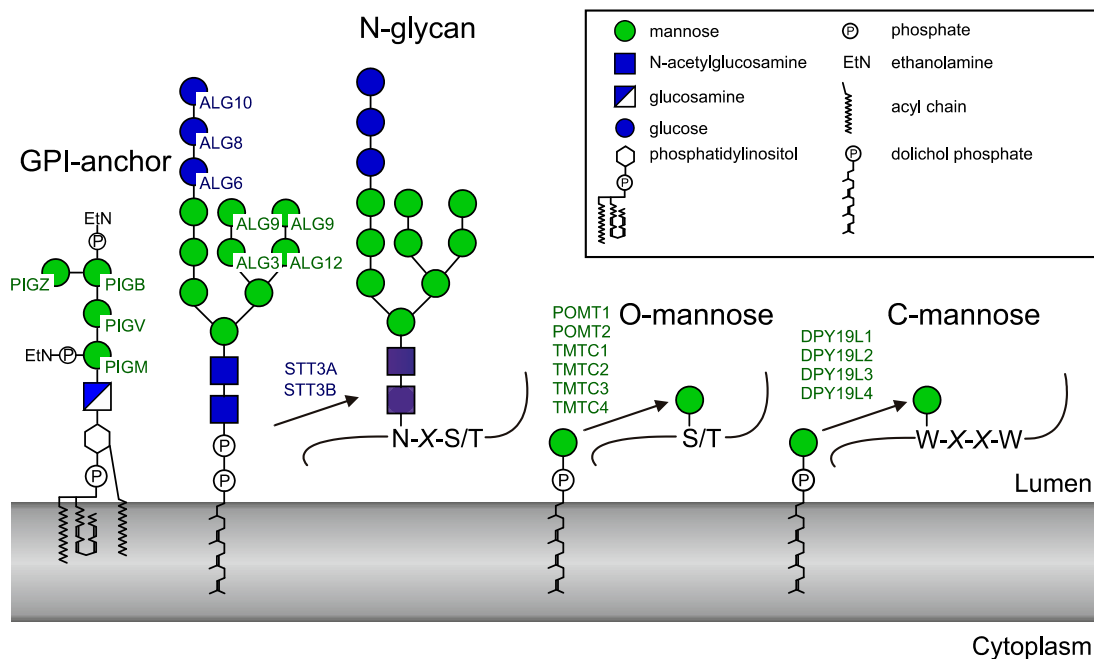 N-glycan
mannose
N-acetylglucosamine
glucosamine
glucose
phosphatidylinositol
P
P
phosphate
EtN
ethanolamine
acyl chain
P
dolichol phosphate
GPI-anchor
EtN
P
PIGZ
PIGB
PIGV
EtN
P
PIGM
P
ALG10
ALG8
ALG6
ALG9
ALG9
ALG3
ALG12
P
P
STT3A
STT3B
N-X-S/T
O-mannose
POMT1
POMT2
TMTC1
TMTC2
TMTC3
TMTC4
S/T
P
C-mannose
DPY19L1
DPY19L2
DPY19L3
DPY19L4
W-X-X-W
P
Lumen
Cytoplasm